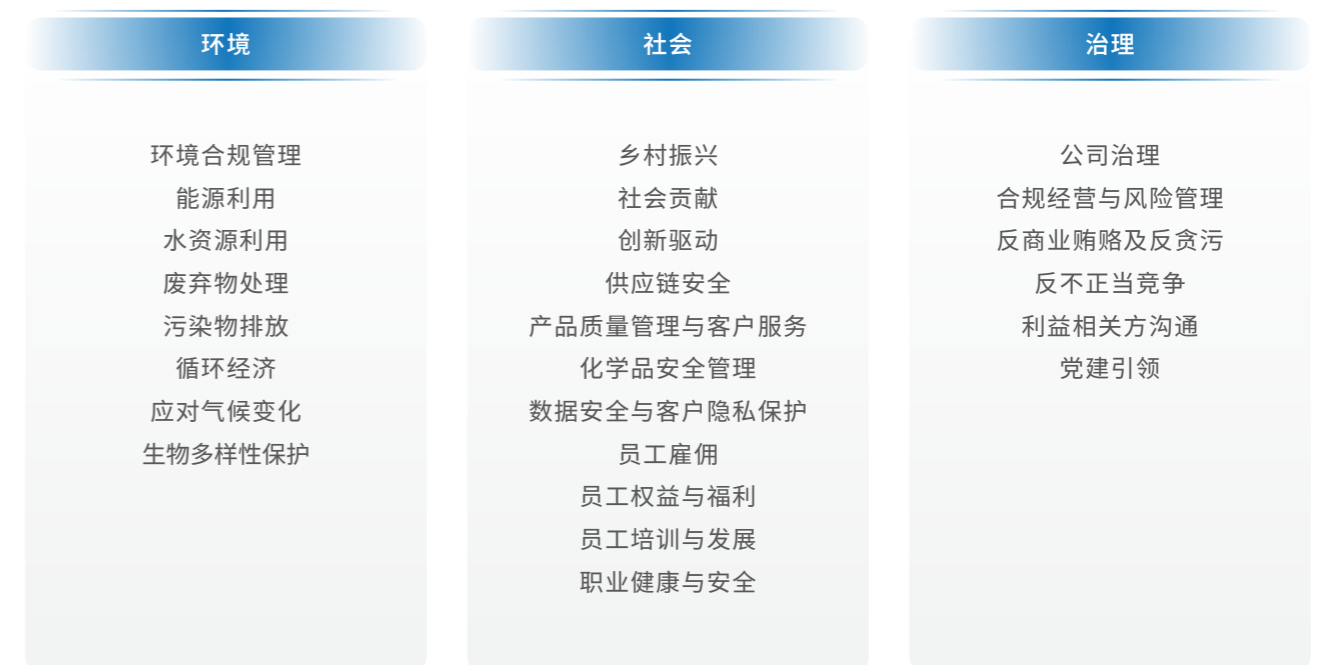 环境
环境合规管理
能源利用
水资源利用
废弃物处理
污染物排放
循环经济
应对气候变化
生物多样性保护
社会
乡村振兴
社会贡献
创新驱动
供应链安全
产品质量管理与客户服务
化学品安全管理
数据安全与客户隐私保护
员工雇佣
员工权益与福利
员工培训与发展
职业健康与安全
治理
公司治理
合规经营与风险管理
反商业贿赂及反贪污
反不正当竞争
利益相关方沟通
党建引领